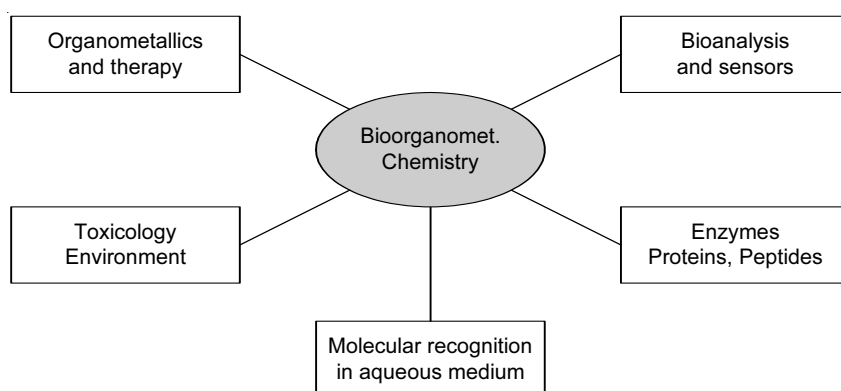 Organometallics
and therapy
Bioanalysis
and sensors
Bioorganomet.
Chemistry
Toxicology
Environment
Enzymes
Proteins, Peptides
Molecular recognition
in aqueous medium